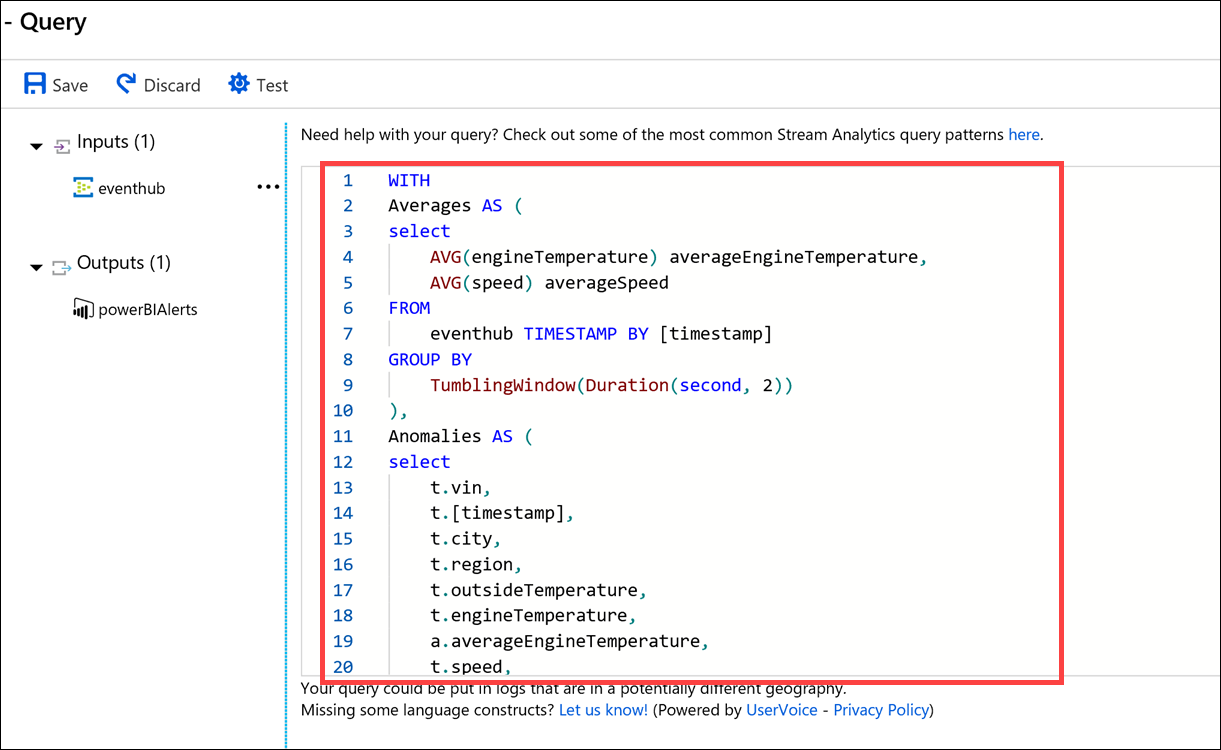 - Query
Save Discard Test
Inputs (1)
eventhub
Outputs (1)
powerBIAlerts
Need help with your query? Check out some of the most common Stream Analytics query patterns here.
1 WITH
2 Averages AS (
3 select
4 AVG(engineTemperature) averageEngineTemperature,
5 AVG(speed) averageSpeed
6 FROM
7 eventhub TIMESTAMP BY [timestamp]
8 GROUP BY
9 TumblingWindow(Duration(second, 2))
10 ),
11 Anomalies AS (
12 select
13 t.vin,
14 t.[timestamp],
15 t.city,
16 t.region,
17 t.outsideTemperature,
18 t.engineTemperature,
19 a.averageEngineTemperature,
20 t.speed,
Your query could be put in logs that are in a potentially different geography.
Missing some language constructs? Let us know! (Powered by UserVoice - Privacy Policy)